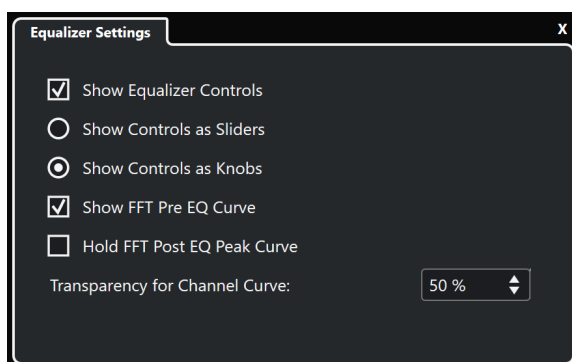 Equalizer Settings
X
Show Equalizer Controls
Show Controls as Sliders
Show Controls as Knobs
Show FFT Pre EQ Curve
Hold FFT Post EQ Peak Curve
Transparency for Channel Curve: 50 %